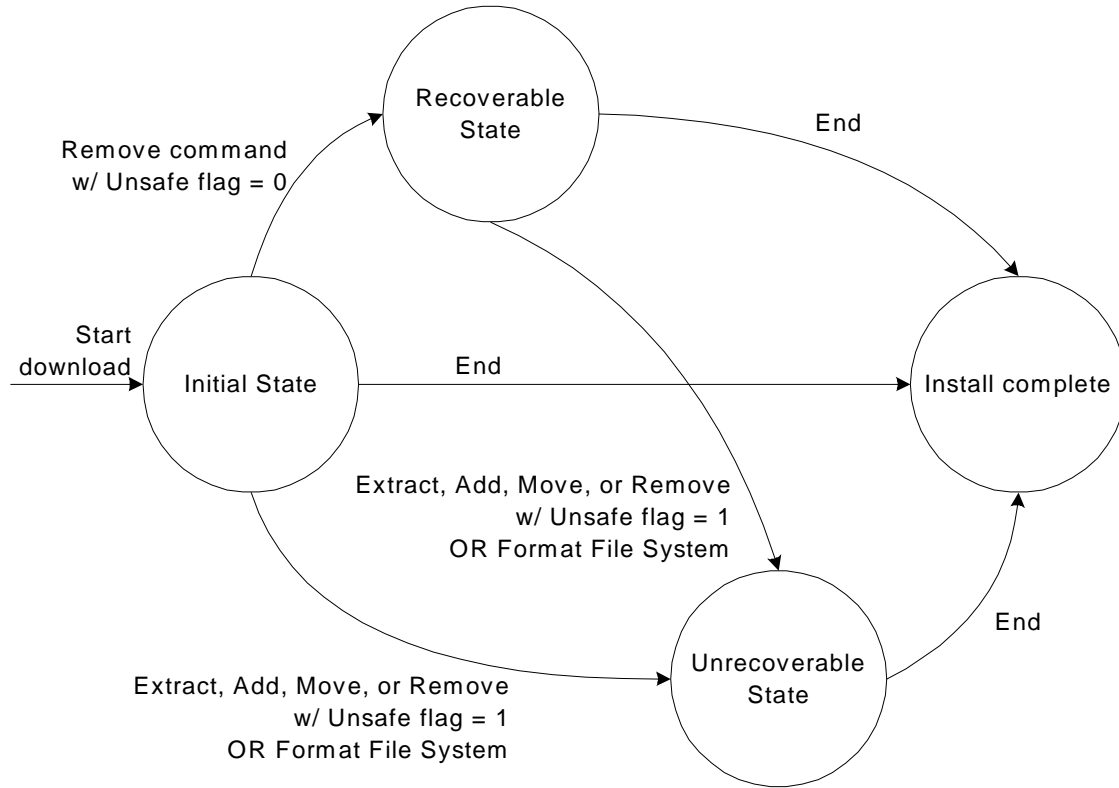 Recoverable
State
End
Remove command
w/ Unsafe flag = 0
Start
download
Initial State
End
Install complete
Extract, Add, Move, or Remove
w/ Unsafe flag = 1
OR Format File System
End
Unrecoverable
State
Extract, Add, Move, or Remove
w/ Unsafe flag = 1
OR Format File System